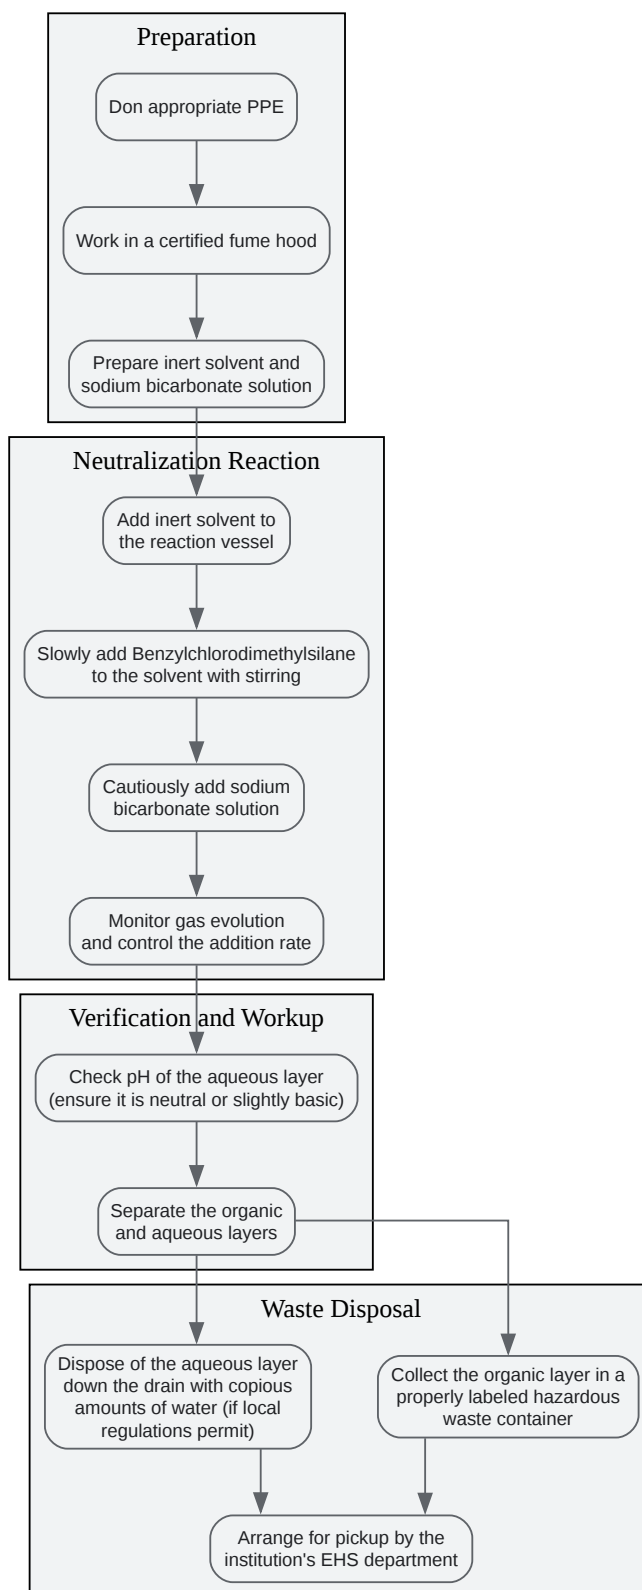 Preparation
Don appropriate PPE
Work in a certified fume hood
Prepare inert solvent and
sodium bicarbonate solution
Neutralization Reaction
Add inert solvent to
the reaction vessel
Slowly add Benzylchlorodimethylsilane
to the solvent with stirring
Cautiously add sodium
bicarbonate solution
Monitor gas evolution
and control the addition rate
Verification and Workup
Check pH of the aqueous layer
(ensure it is neutral or slightly basic)
Separate the organic
and aqueous layers
Waste Disposal
Dispose of the aqueous layer
down the drain with copious
amounts of water (if local
regulations permit)
Collect the organic layer in a
properly labeled hazardous
waste container
Arrange for pickup by the
institution's EHS department